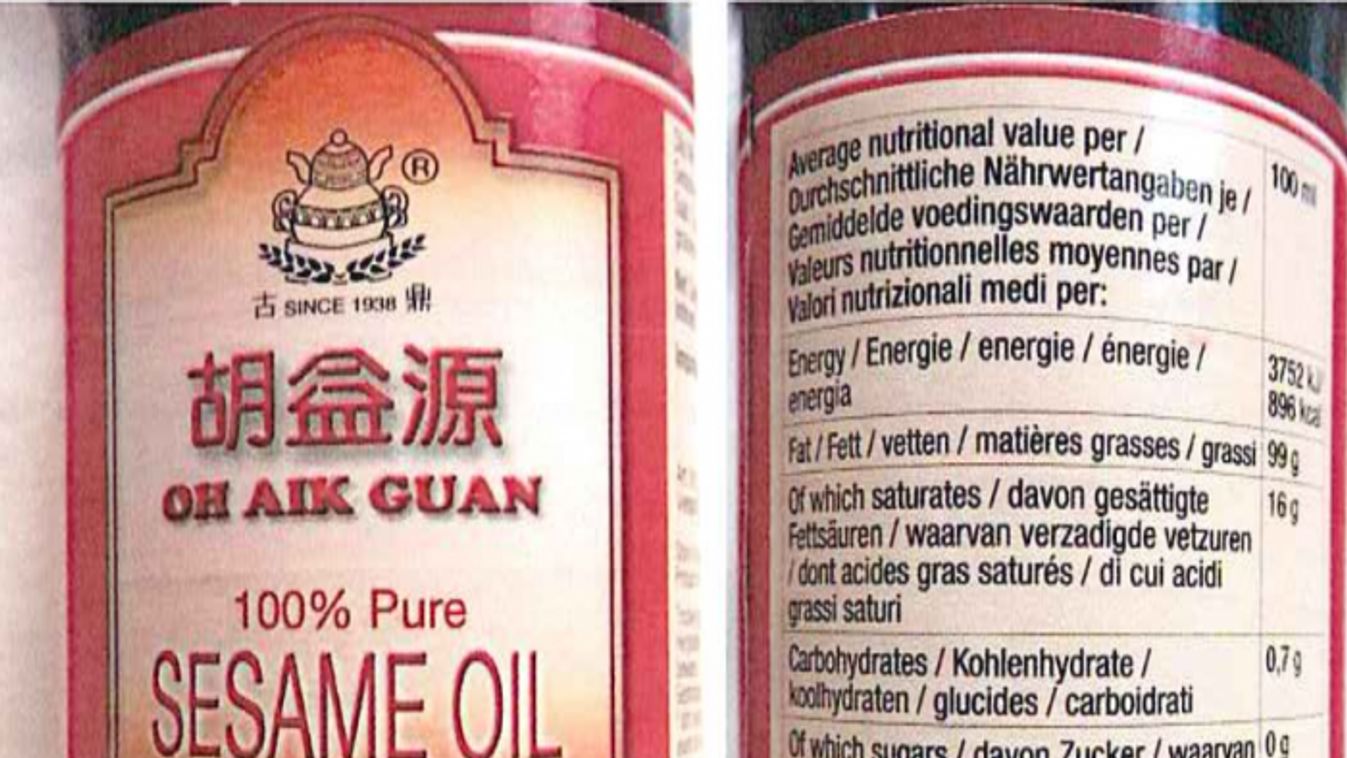 ®
古 SINCE 1938 鼎
胡益源
OH AIK GUAN
100% Pure
SESAME OIL
Average nutritional value per /
Durchschnittliche Nährwertangaben je /
Gemiddelde voedingswaarden per /
Valeurs nutritionnelles moyennes par /
Valori nutrizionali medi per:
100 ml
Energy / Energie / energie / énergie /
energia
3752 kJ
896 kcal
Fat / Fett / vetten / matières grasses / grassi 99 g
Of which saturates / davon gesättigte 16 g
Fettsäuren / waarvan verzadigde vetzuren
/ dont acides gras saturés / di cui acidi
grassi saturi
Carbohydrates / Kohlenhydrate / 0,7 g
koolhydraten / glucides / carboidrati
Of which sugars / davon Zucker / waarvan 0 g